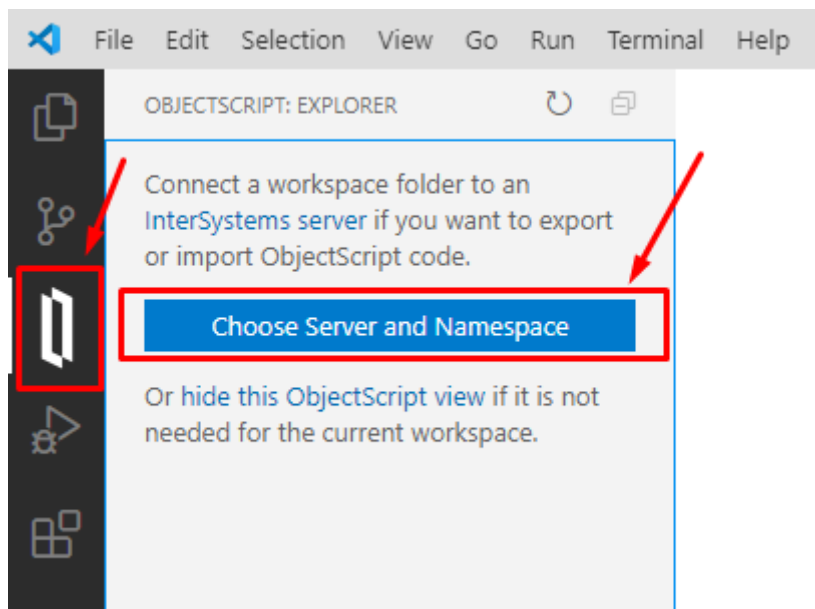 File Edit Selection View Go Run Terminal Help
OBJECTSCRIPT: EXPLORER
Connect a workspace folder to an
InterSystems server if you want to export
or import ObjectScript code.
Choose Server and Namespace
Or hide this ObjectScript view if it is not
needed for the current workspace.